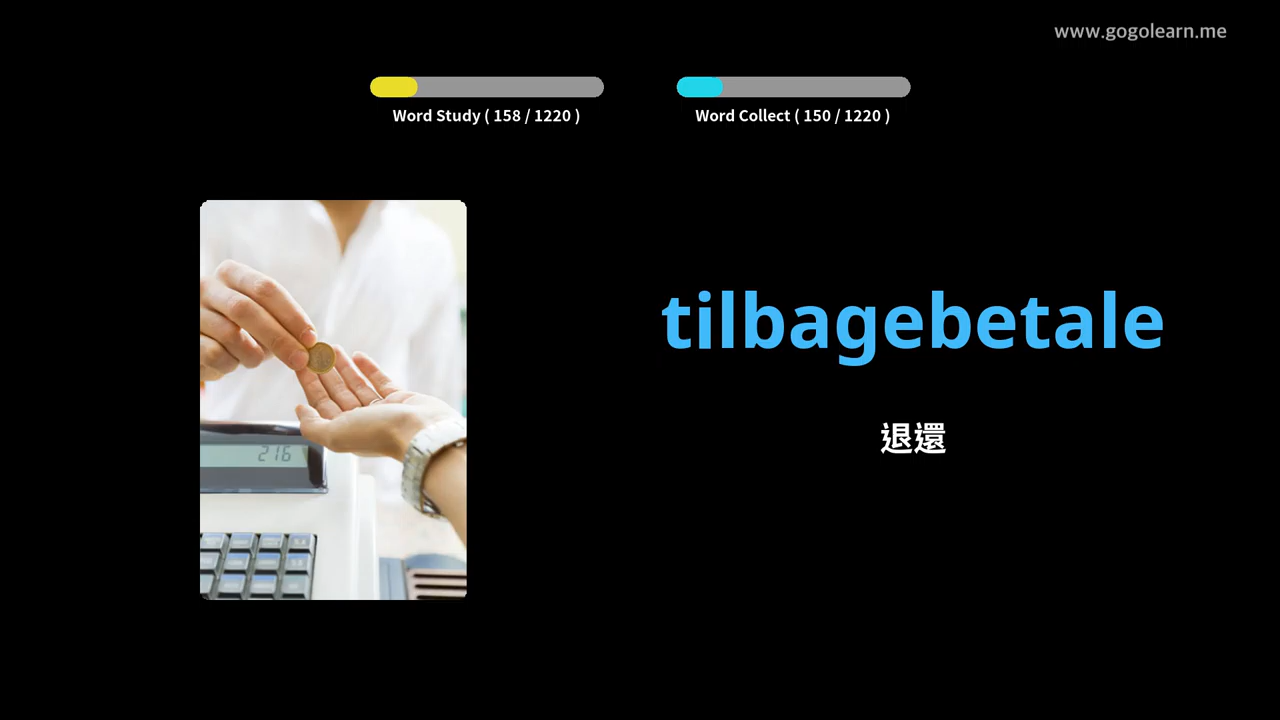 www.gogolearn.me
Word Study ( 158 / 1220 )
Word Collect ( 150 / 1220 )
tilbagebetale
退還
216